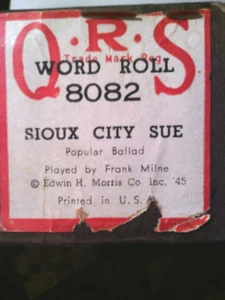 Q·R·S
Trade Mark Reg
WORD ROLL
8082
SIOUX CITY SUE
Popular Ballad
Played by Frank Milne
© Edwin H. Morris Co Inc. '45
Printed in U. S. A